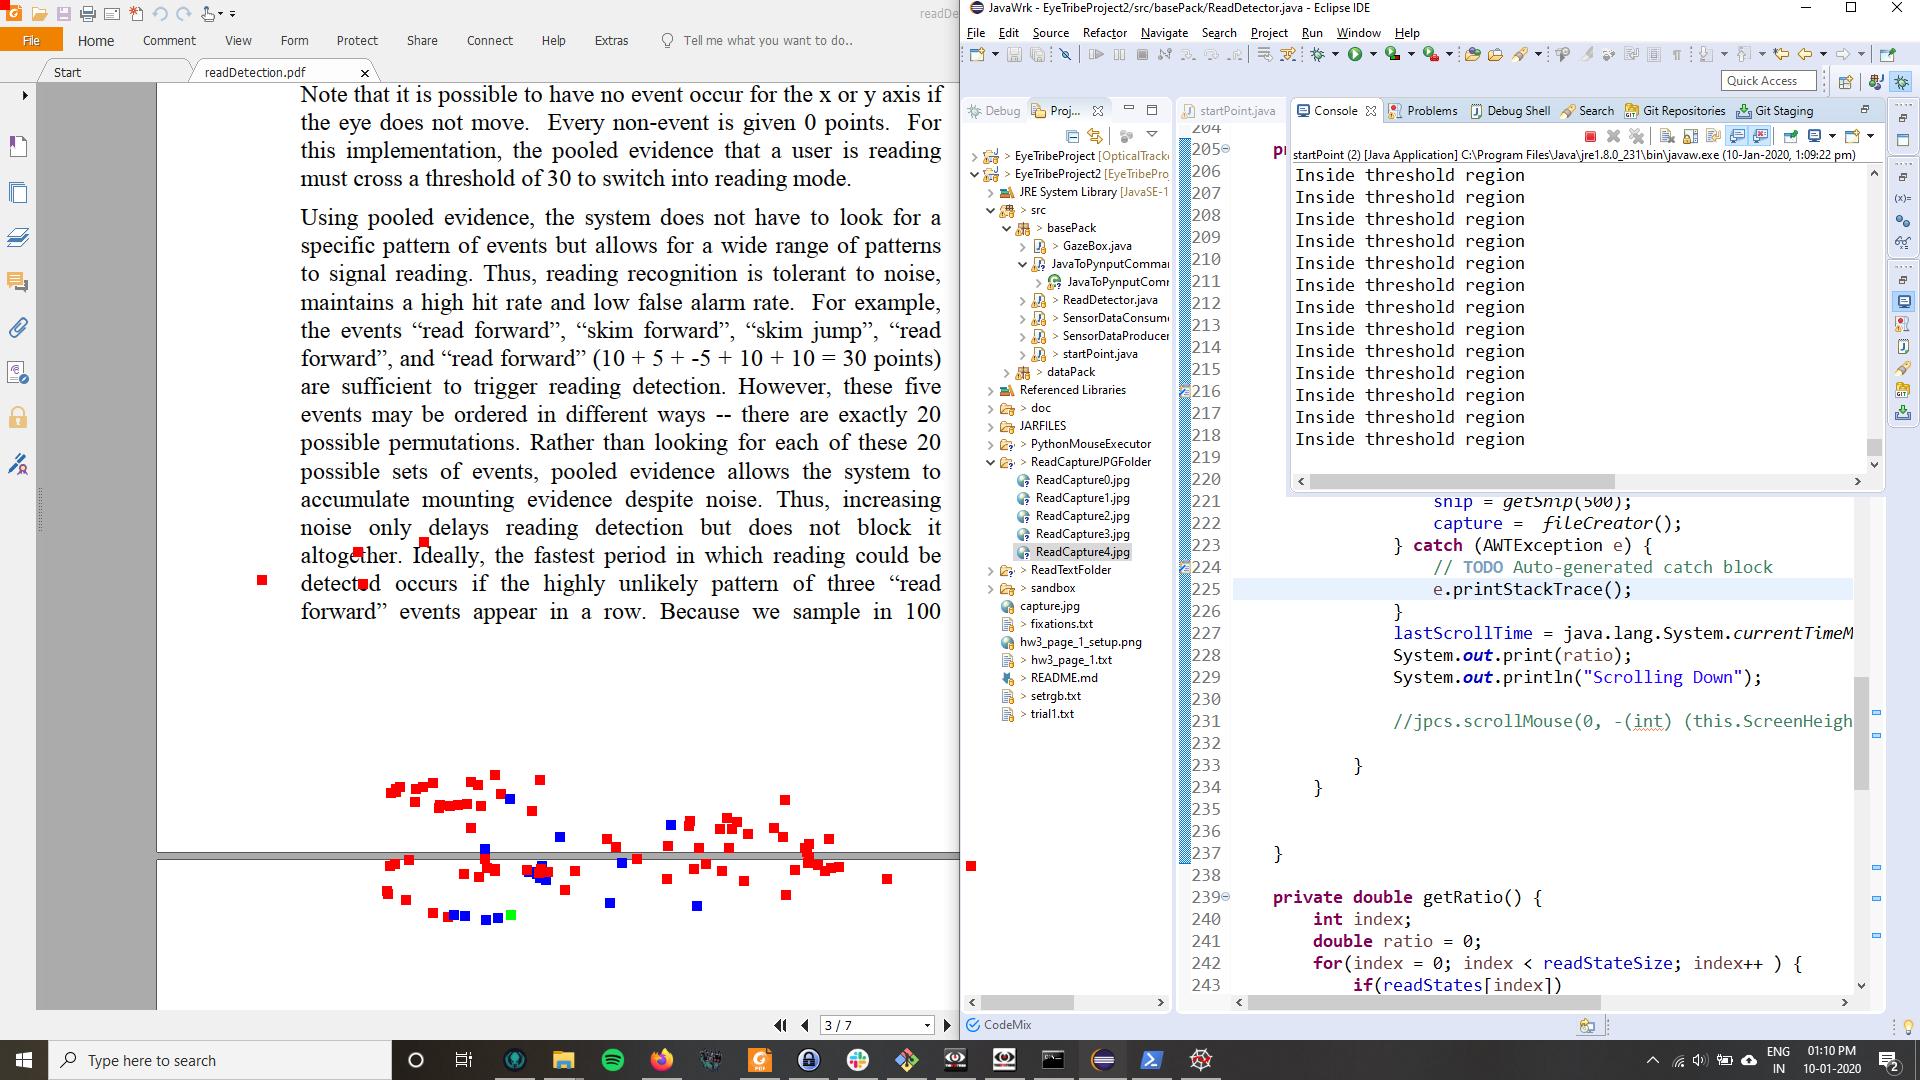 readDe
File Home Comment View Form Protect Share Connect Help Extras Tell me what you want to do..
Start readDetection.pdf
Note that it is possible to have no event occur for the x or y axis if
the eye does not move. Every non-event is given 0 points. For
this implementation, the pooled evidence that a user is reading
must cross a threshold of 30 to switch into reading mode.
Using pooled evidence, the system does not have to look for a
specific pattern of events but allows for a wide range of patterns
to signal reading. Thus, reading recognition is tolerant to noise,
maintains a high hit rate and low false alarm rate. For example,
the events “read forward”, “skim forward”, “skim jump”, “read
forward”, and “read forward” (10 + 5 + -5 + 10 + 10 = 30 points)
are sufficient to trigger reading detection. However, these five
events may be ordered in different ways -- there are exactly 20
possible permutations. Rather than looking for each of these 20
possible sets of events, pooled evidence allows the system to
accumulate mounting evidence despite noise. Thus, increasing
noise only delays reading detection but does not block it
altogether. Ideally, the fastest period in which reading could be
detected occurs if the highly unlikely pattern of three “read
forward” events appear in a row. Because we sample in 100
3 / 7
JavaWrk - EyeTribeProject2/src/basePack/ReadDetector.java - Eclipse IDE
File Edit Source Refactor Navigate Search Project Run Window Help
Quick Access
Debug Proj...
> EyeTribeProject [OpticalTrack
> EyeTribeProject2 [EyeTribePro
JRE System Library [JavaSE-1
> src
> basePack
> GazeBox.java
JavaToPynputComma
JavaToPynputComm
> ReadDetector.java
> SensorDataConsume
> SensorDataProducer
> startPoint.java
> dataPack
Referenced Libraries
> doc
JARFILES
> PythonMouseExecutor
> ReadCaptureJPGFolder
ReadCapture0.jpg
ReadCapture1.jpg
ReadCapture2.jpg
ReadCapture3.jpg
ReadCapture4.jpg
> ReadTextFolder
> sandbox
capture.jpg
> fixations.txt
hw3_page_1_setup.png
> hw3_page_1.txt
> README.md
> setrgb.txt
> trial1.txt
startPoint.java
Console Problems Debug Shell Search Git Repositories Git Staging
startPoint (2) [Java Application] C:\Program Files\Java\jre1.8.0_231\bin\javaw.exe (10-Jan-2020, 1:09:22 pm)
Inside threshold region
Inside threshold region
Inside threshold region
Inside threshold region
Inside threshold region
Inside threshold region
Inside threshold region
Inside threshold region
Inside threshold region
Inside threshold region
Inside threshold region
Inside threshold region
Inside threshold region
204
205 pr
206
207
208
209
210
211
212
213
214
215
216
217
218
219
220
221 snip = getSnip(500);
222 capture = fileCreator();
223 } catch (AWTException e) {
224 // TODO Auto-generated catch block
225 e.printStackTrace();
226 }
227 lastScrollTime = java.lang.System.currentTimeM
228 System.out.print(ratio);
229 System.out.println("Scrolling Down");
230
231 //jpcs.scrollMouse(0, -(int) (this.ScreenHeigh
232
233 }
234 }
235
236
237 }
238
239 private double getRatio() {
240 int index;
241 double ratio = 0;
242 for(index = 0; index < readStateSize; index++ ) {
243 if(readStates[index])
CodeMix
Type here to search
ENG
IN
01:10 PM
10-01-2020
2